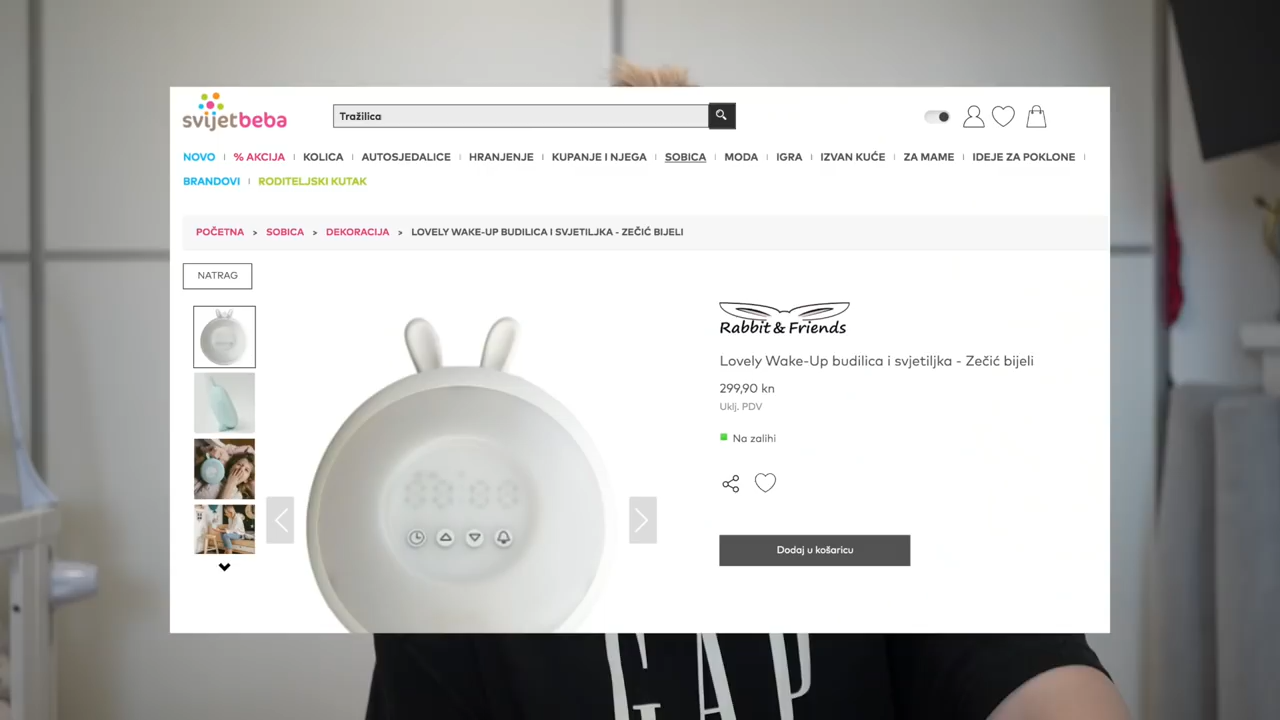 svijetbeba
Tražilica
NOVO % AKCIJA KOLICA AUTOSJEDALICE HRANJENJE KUPANJE I NJEGA SOBICA MODA IGRA IZVAN KUĆE ZA MAME IDEJE ZA POKLONE
BRANDOVI RODITELJSKI KUTAK
POČETNA > SOBICA > DEKORACIJA > LOVELY WAKE-UP BUDILICA I SVJETILJKA - ZEČIĆ BIJELI
NATRAG
Rabbit & Friends
Lovely Wake-Up budilica i svjetiljka - Zečić bijeli
299,90 kn
Uklj. PDV
Na zalihi
Dodaj u košaricu
GAP